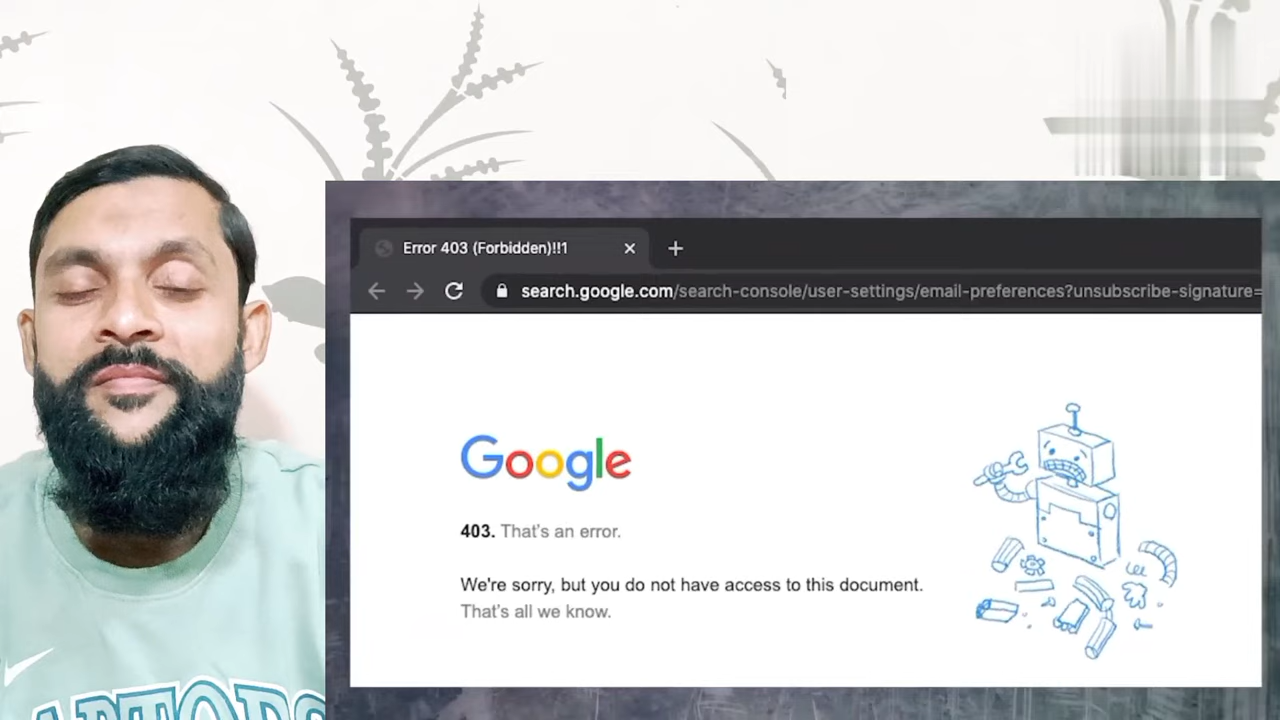 Error 403 (Forbidden)!!1
search.google.com/search-console/user-settings/email-preferences?unsubscribe-signature=
Google
403. That's an error.
We're sorry, but you do not have access to this document.
That's all we know.